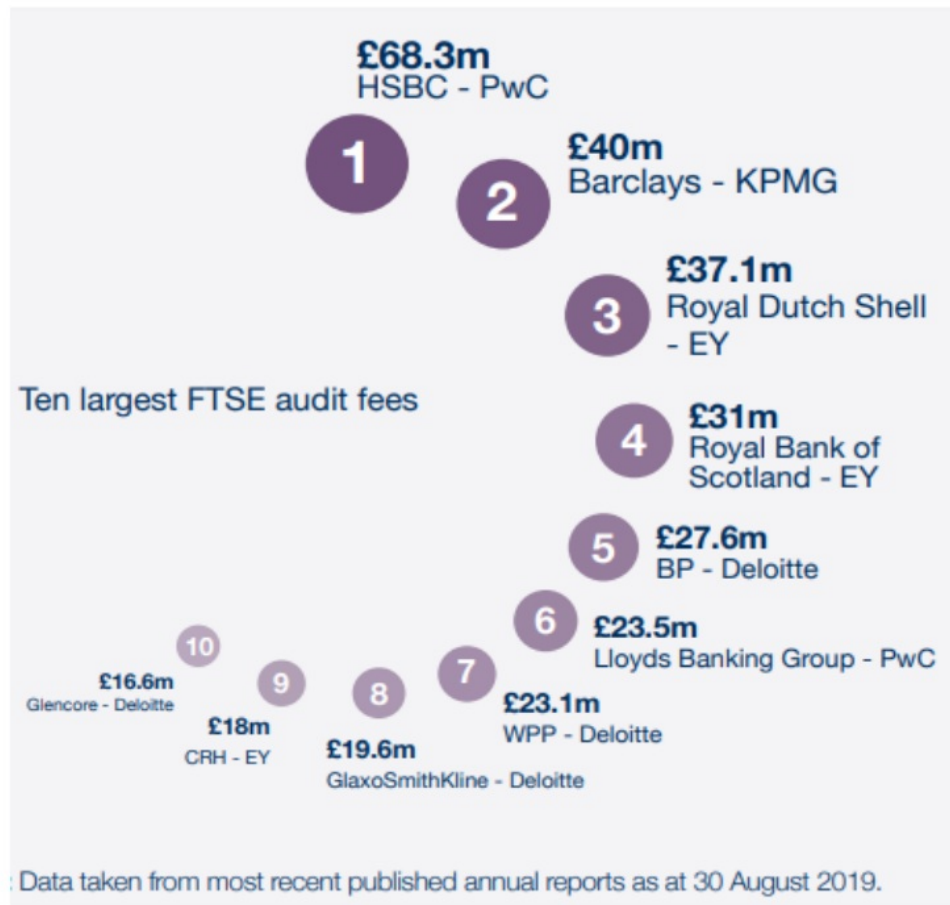 £68.3m
HSBC - PwC
1
£40m
Barclays - KPMG
2
£37.1m
Royal Dutch Shell
- EY
3
Ten largest FTSE audit fees
£31m
Royal Bank of
Scotland - EY
4
£27.6m
BP - Deloitte
5
£23.5m
Lloyds Banking Group - PwC
6
£23.1m
WPP - Deloitte
7
£19.6m
GlaxoSmithKline - Deloitte
8
£18m
CRH - EY
9
£16.6m
Glencore - Deloitte
10
: Data taken from most recent published annual reports as at 30 August 2019.